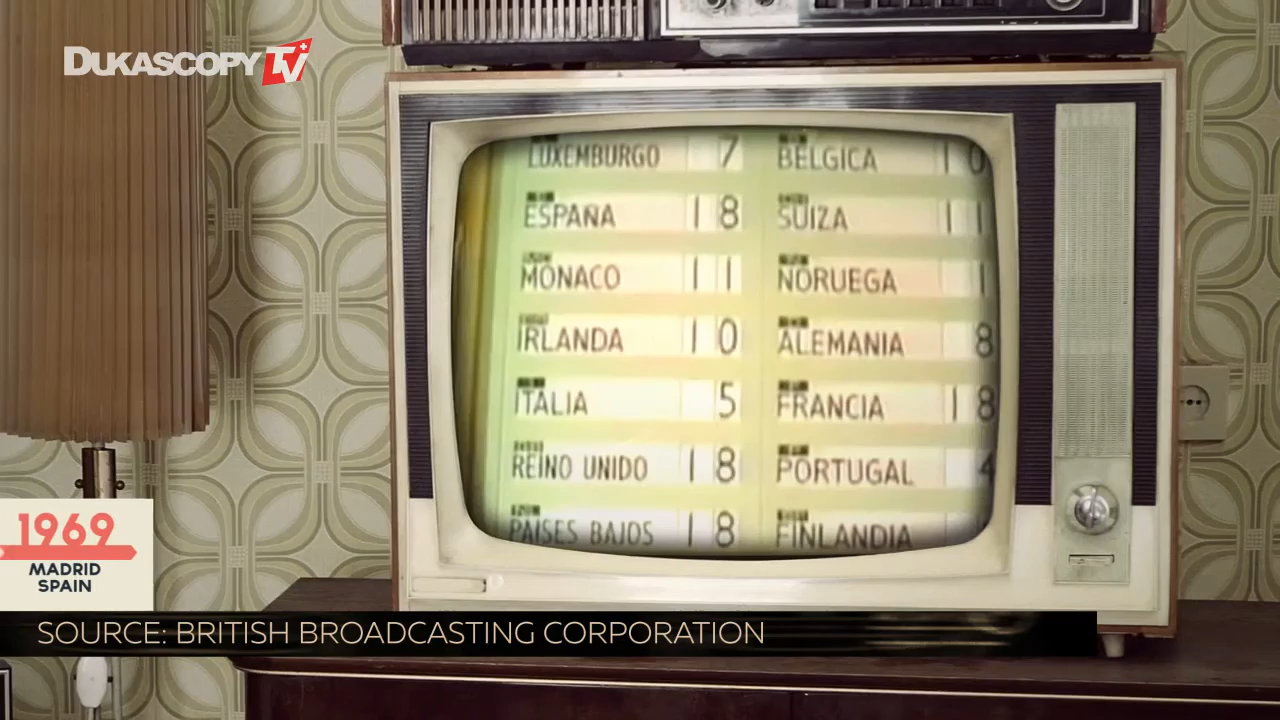 DUKASCOPY TV
LUXEMBURGO 7 BELGICA 10
ESPAÑA 18 SUIZA 11
MONACO 11 NORUEGA 1
IRLANDA 10 ALEMANIA 8
ITALIA 5 FRANCIA 18
REINO UNIDO 18 PORTUGAL 4
PAISES BAJOS 18 FINLANDIA
1969
MADRID
SPAIN
SOURCE: BRITISH BROADCASTING CORPORATION